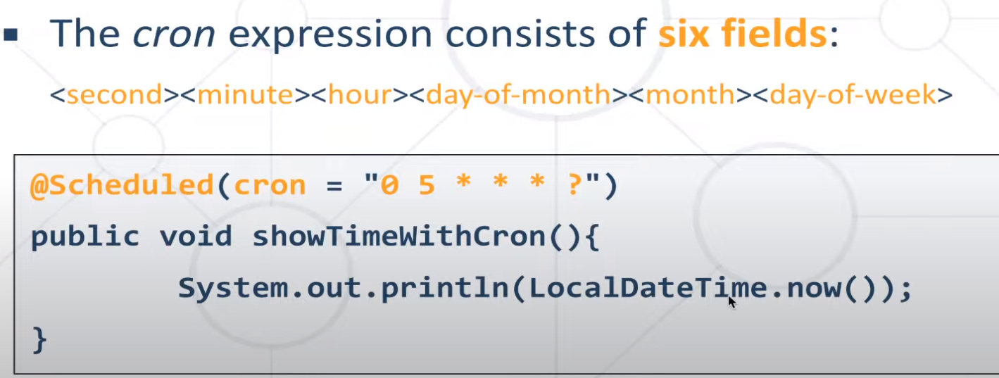 ▪ The cron expression consists of six fields:
<second><minute><hour><day-of-month><month><day-of-week>
@Scheduled(cron = "0 5 * * * ?")
public void showTimeWithCron(){
System.out.println(LocalDateTime.now());
}